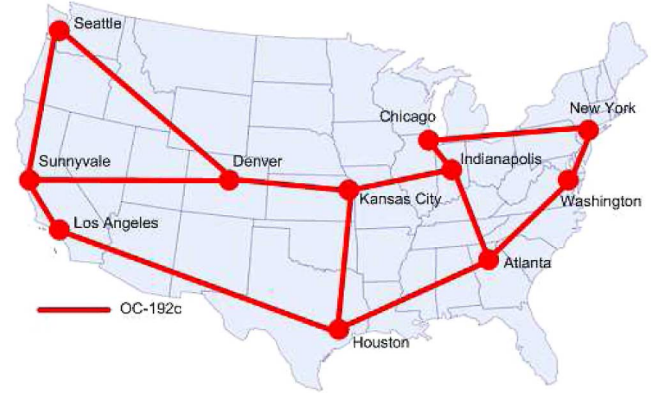 Seattle
Chicago
New York
Sunnyvale
Denver
Indianapolis
Kansas City
Washington
Los Angeles
Atlanta
OC-192c
Houston